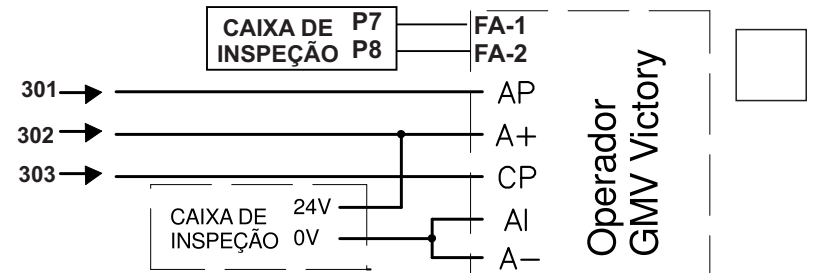 CAIXA DE P7 FA-1
INSPEÇÃO P8 FA-2
301 AP
302 A+
303 CP
CAIXA DE 24V AI
INSPEÇÃO 0V
A−
Operador
GMV Victory